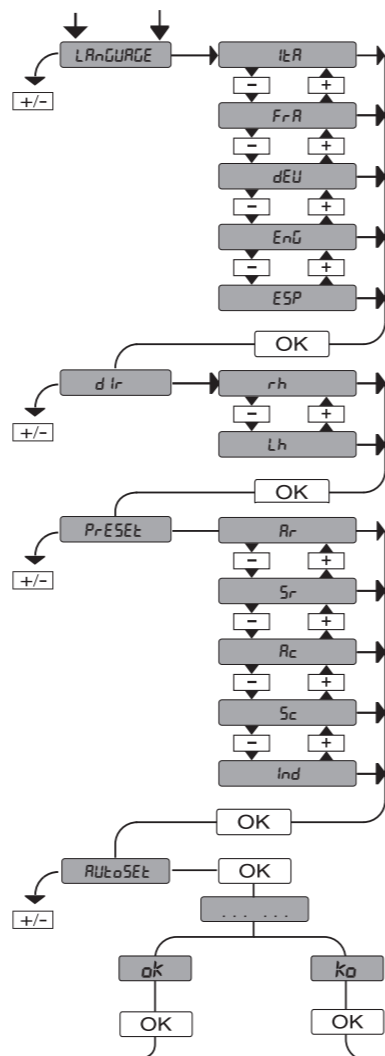 LAnGUAGE ItA
+/- - +
FrA
- +
dEU
- +
EnG
- +
ESP
OK
dIr rh
+/- - +
Lh
OK
PrESEt Ar
+/- - +
Sr
- +
Ac
- +
Sc
- +
Ind
OK
AUtoSEt OK
+/- ... ...
ok ko
OK OK